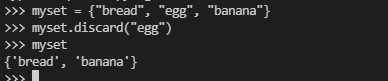 >>> myset = {"bread", "egg", "banana"}
>>> myset.discard("egg")
>>> myset
{'bread', 'banana'}
>>>